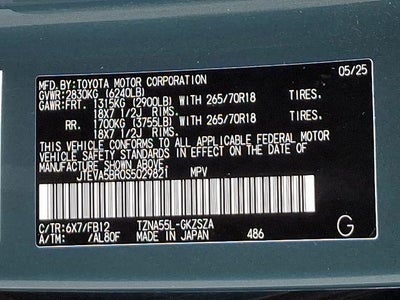 MFD.BY:TOYOTA MOTOR CORPORATION 05/25
GVWR:2830KG (6240LB)
GAWR:FRT. 1315KG (2900LB) WITH 265/70R18 TIRES.
18X7 1/2J RIMS.
RR. 1700KG (3755LB) WITH 265/70R18 TIRES.
18X7 1/2J RIMS.
THIS VEHICLE CONFORMS TO ALL APPLICABLE FEDERAL MOTOR
VEHICLE SAFETY STANDARDS IN EFFECT ON THE DATE OF
MANUFACTURE SHOWN ABOVE.
JTEVA5BR0S5029821 MPV
C/TR:6X7/FB12 TZNA55L-GKZSZA
A/TM: /AL80F MADE IN JAPAN 486 G